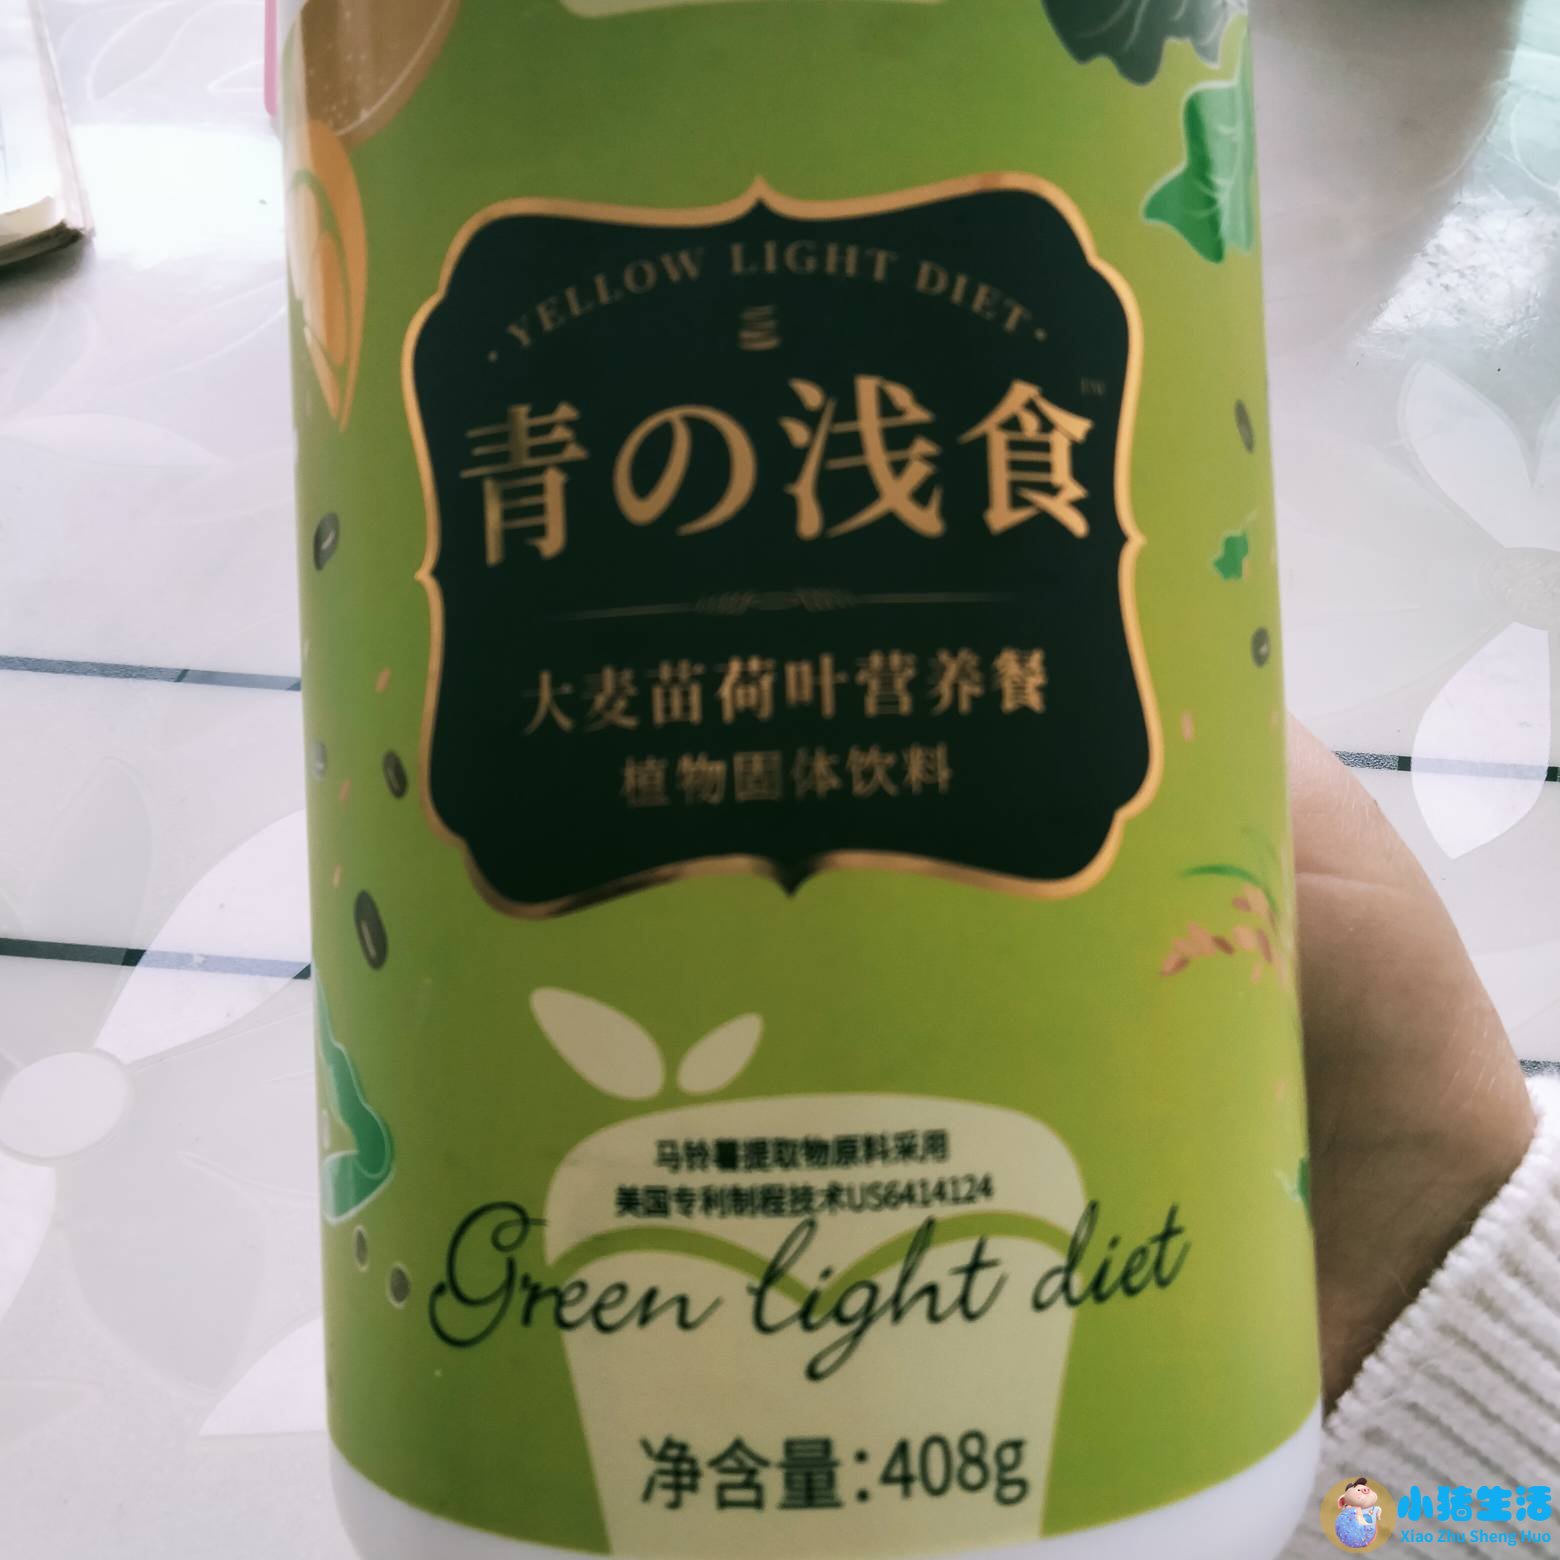 · YELLOW LIGHT DIET ·
青の浅食
TM
大麦苗荷叶营养餐
植物固体饮料
马铃薯提取物原料采用
美国专利制程技术US6414124
Green light diet
净含量:408g
小猪生活
Xiao Zhu Sheng Huo